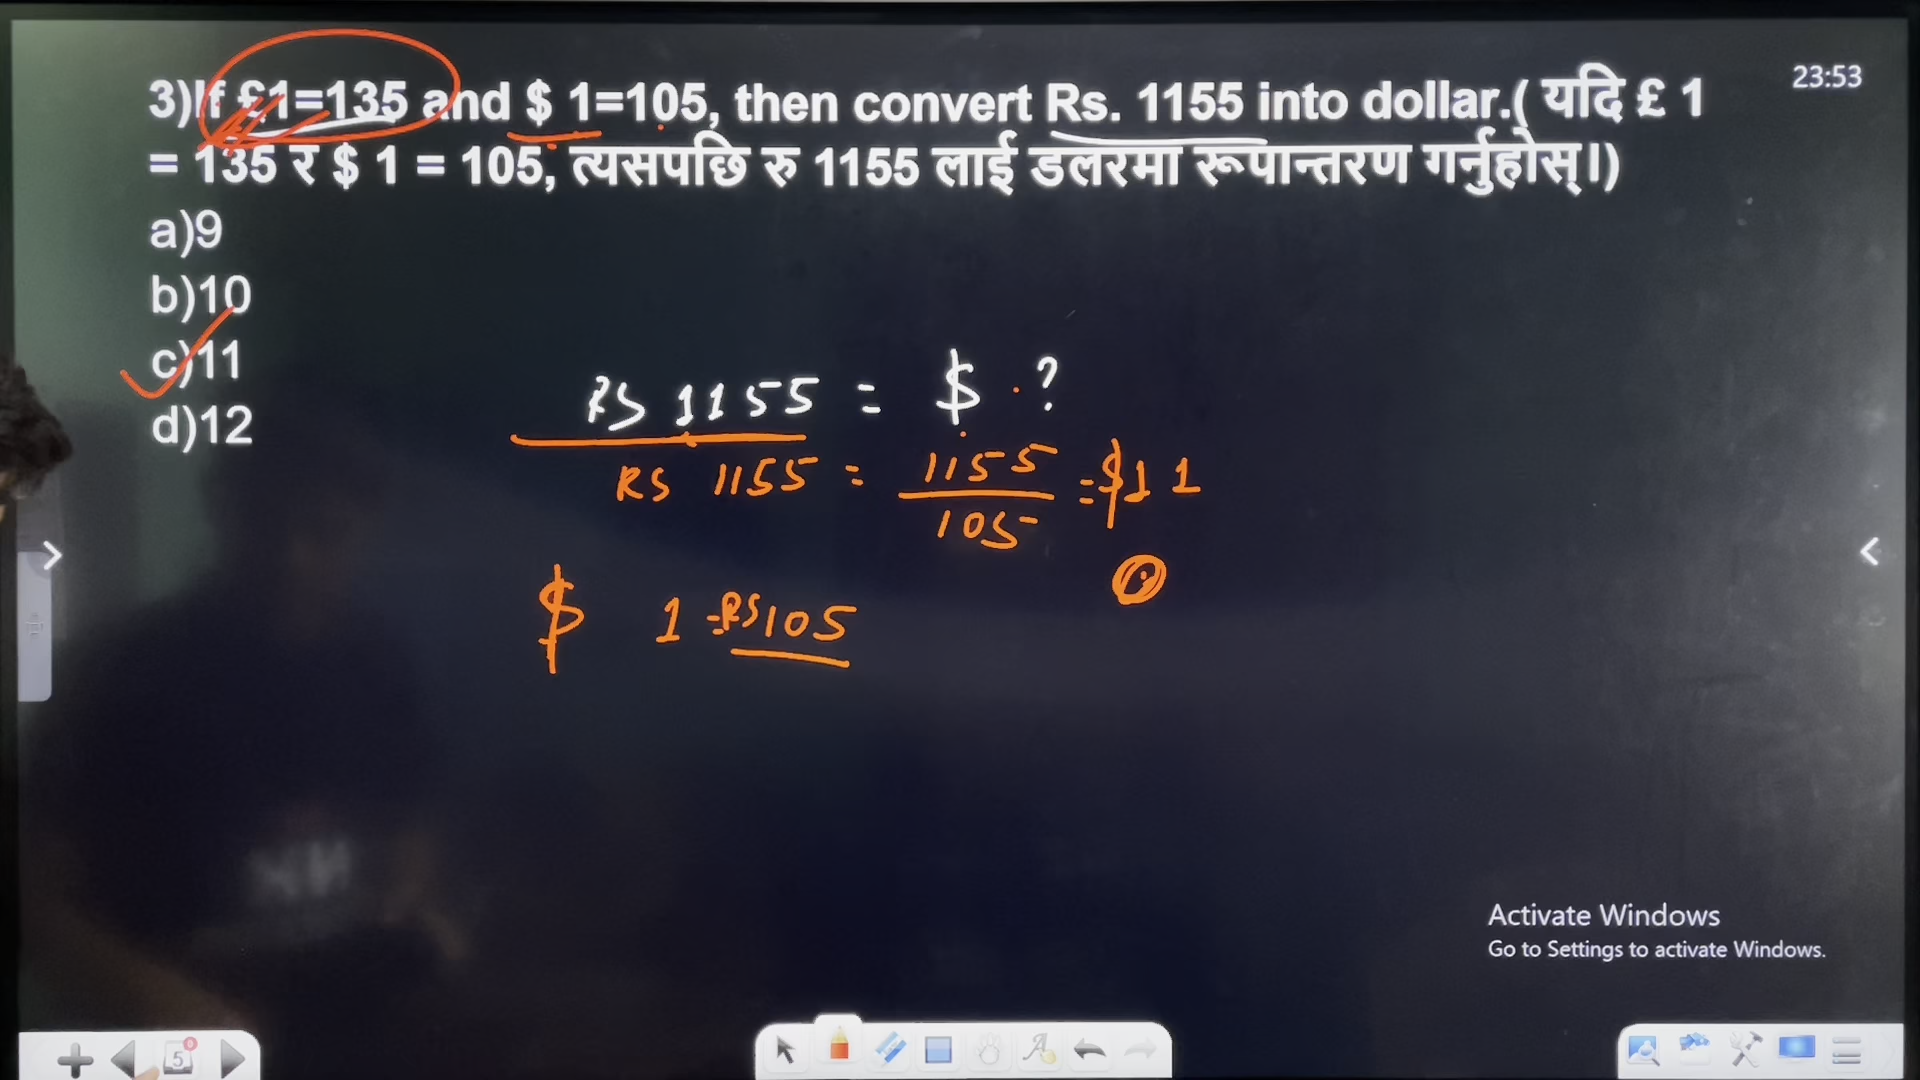 23:53
3)If £1=135 and $ 1=105, then convert Rs. 1155 into dollar.( यदि £ 1
= 135 र $ 1 = 105, त्यसपछि रु 1155 लाई डलरमा रूपान्तरण गर्नुहोस्।)
a)9
b)10
c)11
d)12
RS 1155 = $ ?
RS 1155 = 1155/105 = $11
$ 1 = RS105
Activate Windows
Go to Settings to activate Windows.
5